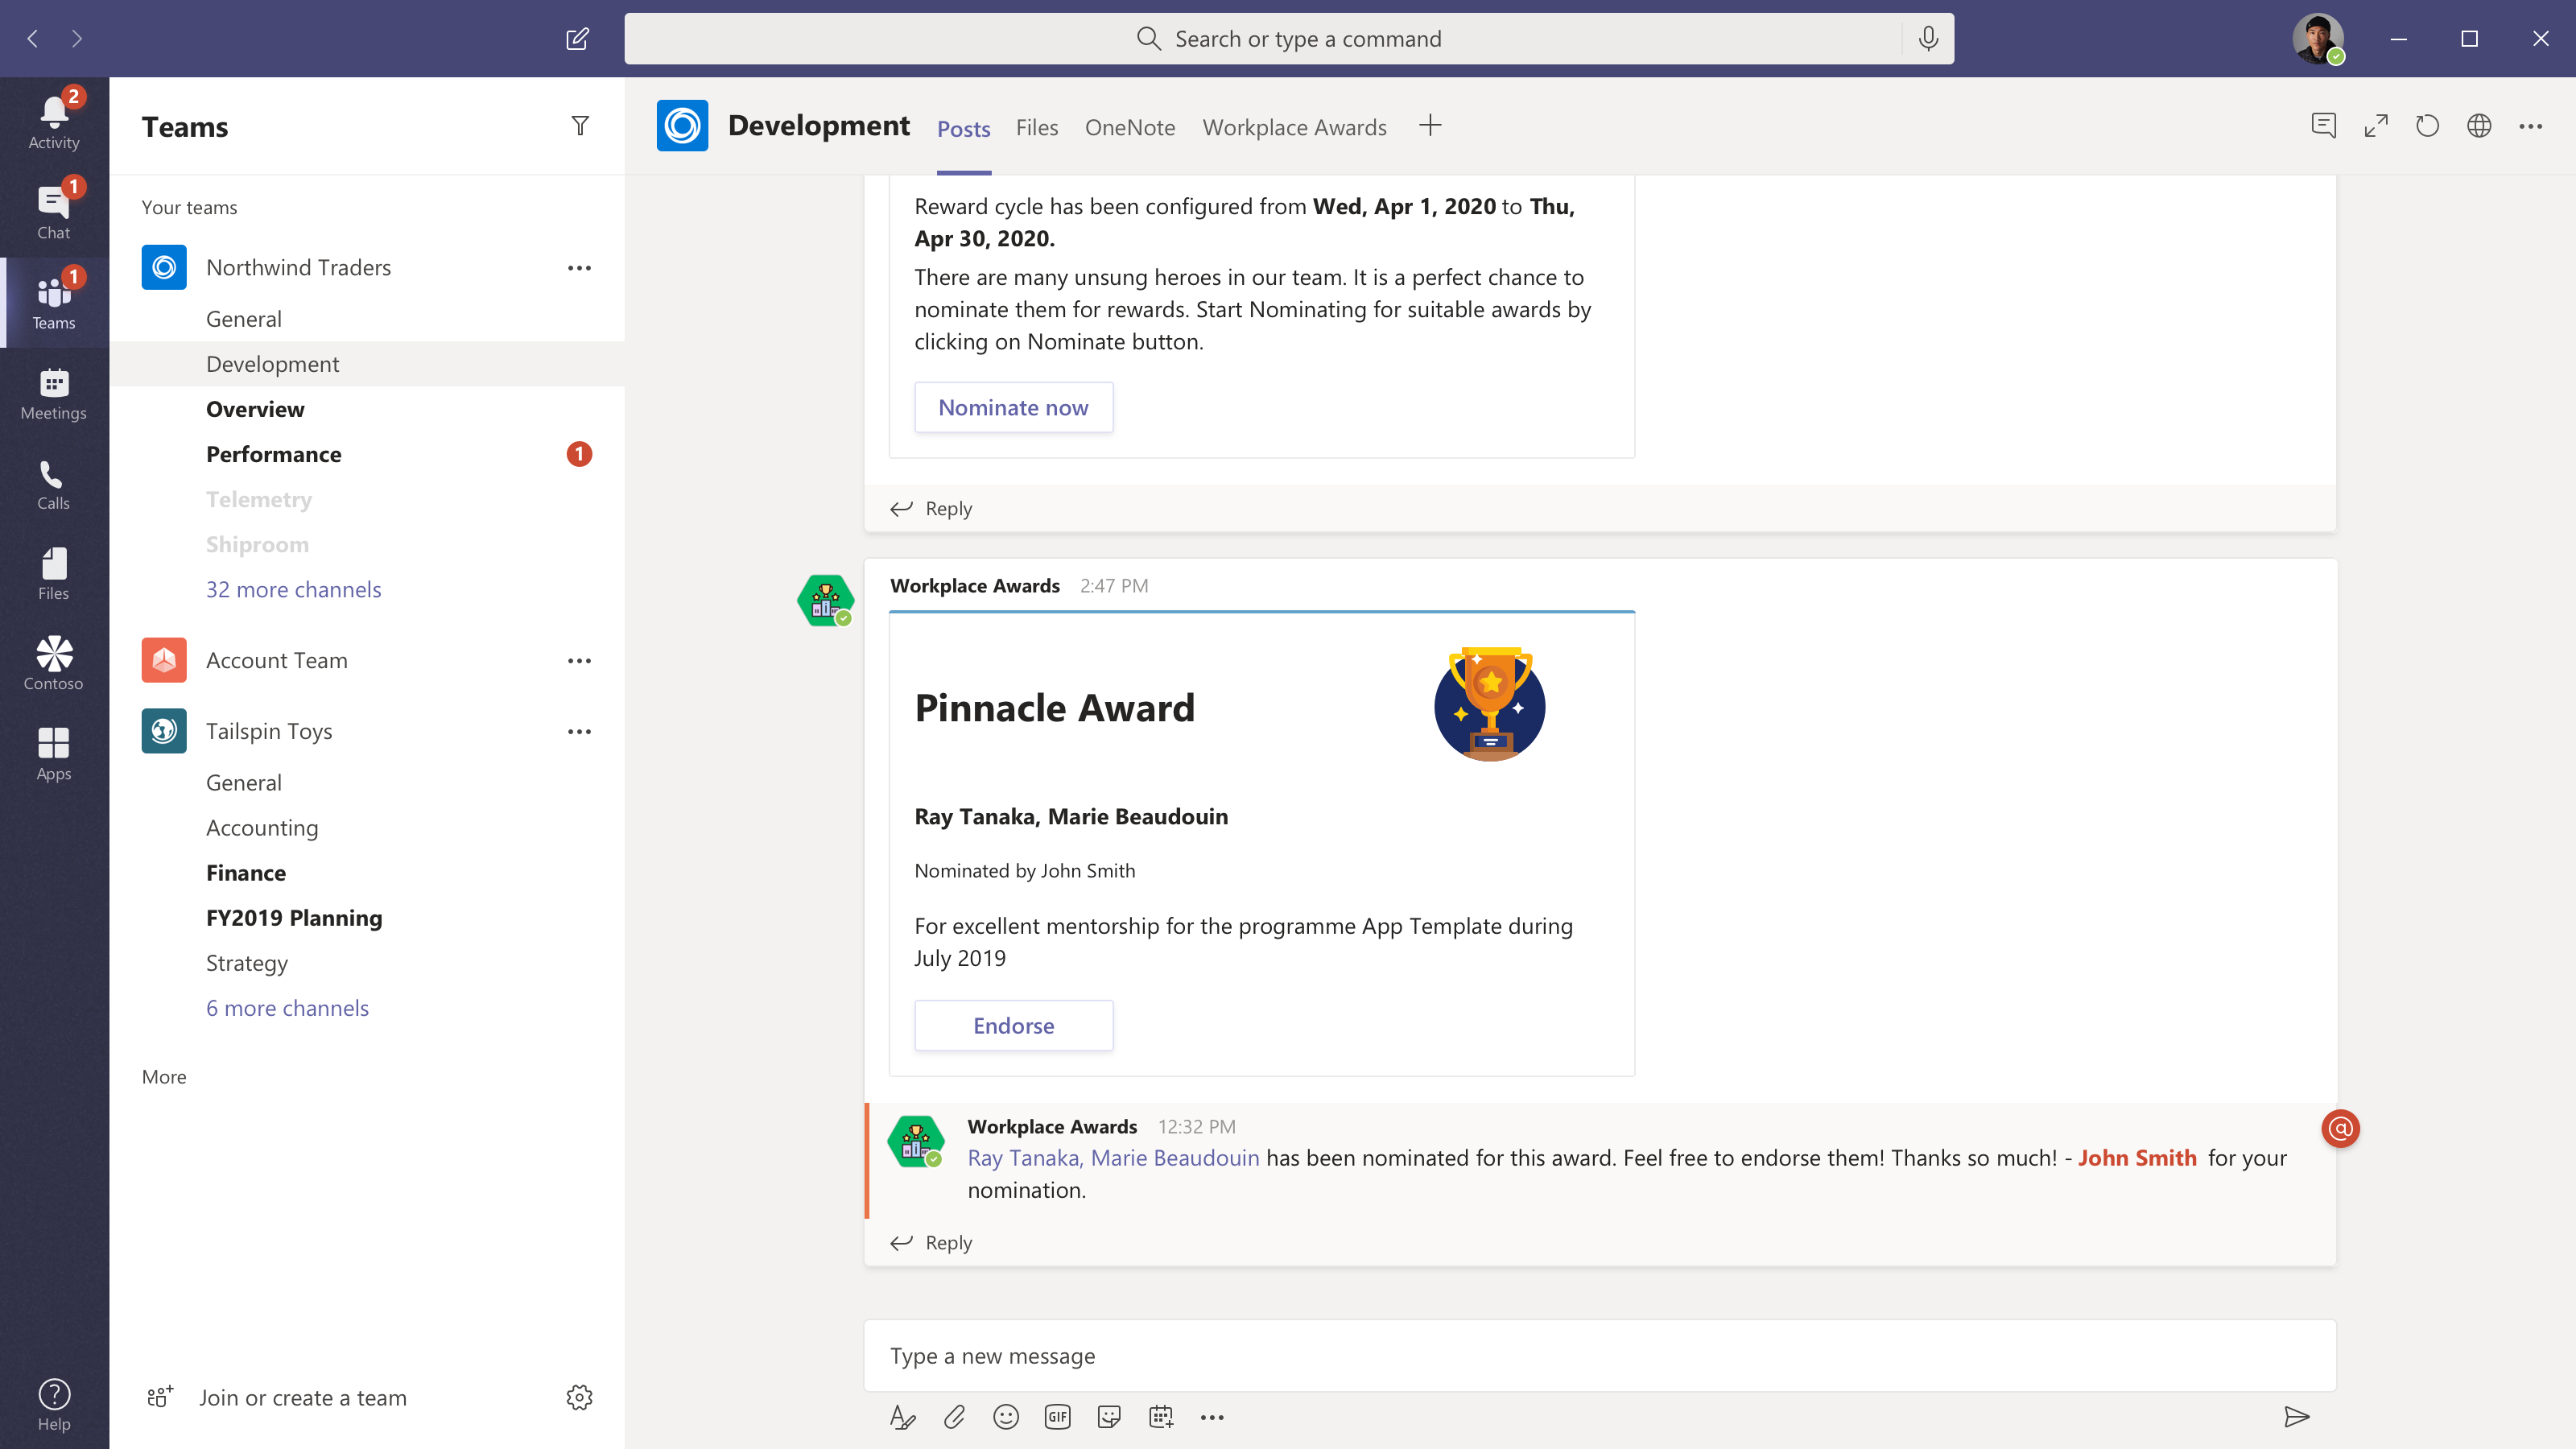 Search or type a command
2
Activity
1
Chat
1
Teams
Meetings
Calls
Files
Contoso
Apps
Help
Teams
Your teams
Northwind Traders
General
Development
Overview
Performance
1
Telemetry
Shiproom
32 more channels
Account Team
Tailspin Toys
General
Accounting
Finance
FY2019 Planning
Strategy
6 more channels
More
Join or create a team
Development Posts Files OneNote Workplace Awards
Reward cycle has been configured from Wed, Apr 1, 2020 to Thu,
Apr 30, 2020.
There are many unsung heroes in our team. It is a perfect chance to
nominate them for rewards. Start Nominating for suitable awards by
clicking on Nominate button.
Nominate now
Reply
Workplace Awards 2:47 PM
Pinnacle Award
Ray Tanaka, Marie Beaudouin
Nominated by John Smith
For excellent mentorship for the programme App Template during
July 2019
Endorse
Workplace Awards 12:32 PM
@
Ray Tanaka, Marie Beaudouin has been nominated for this award. Feel free to endorse them! Thanks so much! - John Smith for your
nomination.
Reply
Type a new message
GIF